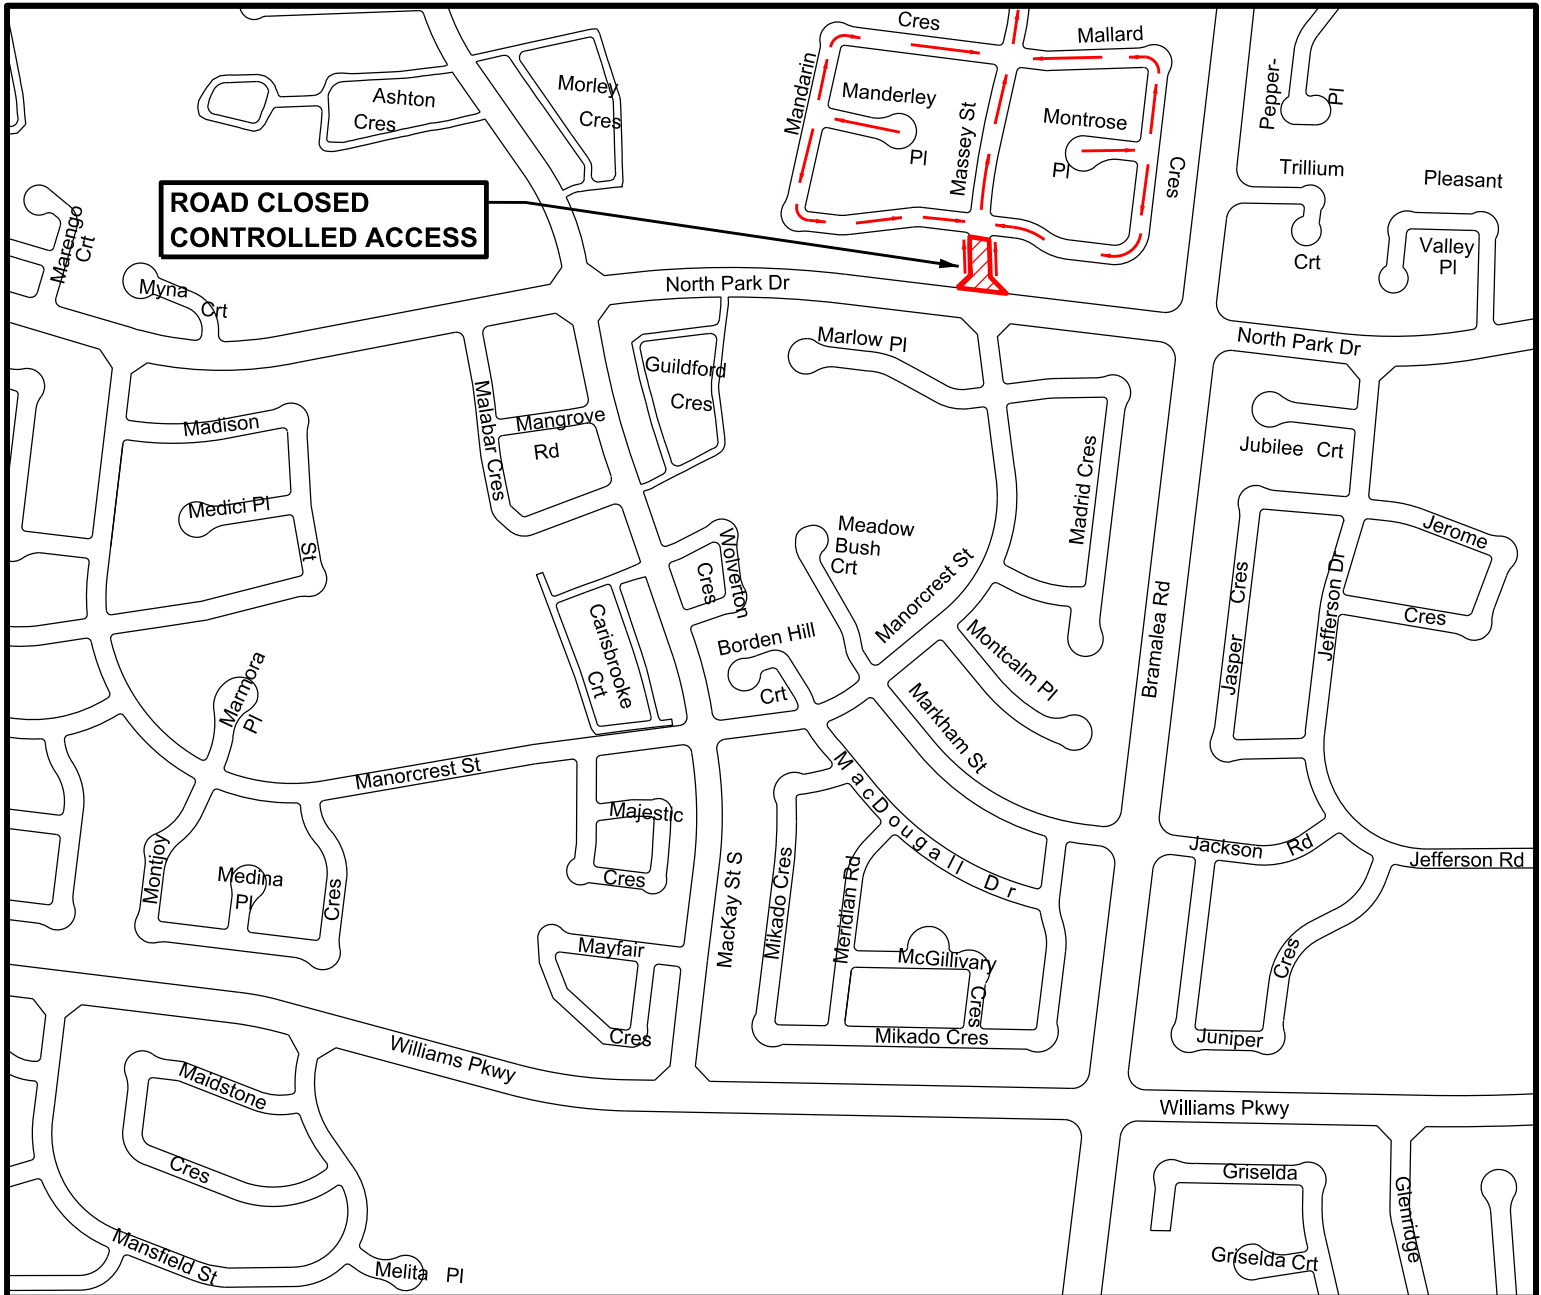 Cres
Mallard
Mandarin
Manderley
Pl
Massey St
Montrose
Pl
Cres
Pepper-
Pl
Trillium
Crt
Pleasant
Valley
Pl
Ashton
Cres
Morley
Cres
ROAD CLOSED
CONTROLLED ACCESS
Marengo
Crt
Myna
Crt
North Park Dr
North Park Dr
Marlow Pl
Guildford
Cres
Malabar Cres
Mangrove
Rd
Madison
St
Medici Pl
Madrid Cres
Jubilee Crt
Jerome
Cres
Jefferson Dr
Jasper Cres
Bramalea Rd
Meadow
Bush
Crt
Manorcrest St
Wolverton
Cres
Carisbrooke
Crt
Borden Hill
Crt
Montcalm Pl
Markham St
Marmora
Pl
Manorcrest St
MacDougall Dr
Majestic
Cres
Montjoy
Cres
Medina
Pl
MacKay St S
Mikado Cres
Meridian Rd
McGillivary
Cres
Mikado Cres
Jackson Rd
Jefferson Rd
Cres
Juniper
Mayfair
Cres
Williams Pkwy
Williams Pkwy
Maidstone
Cres
Mansfield St
Melita Pl
Griselda
Griselda Crt
Glenridge